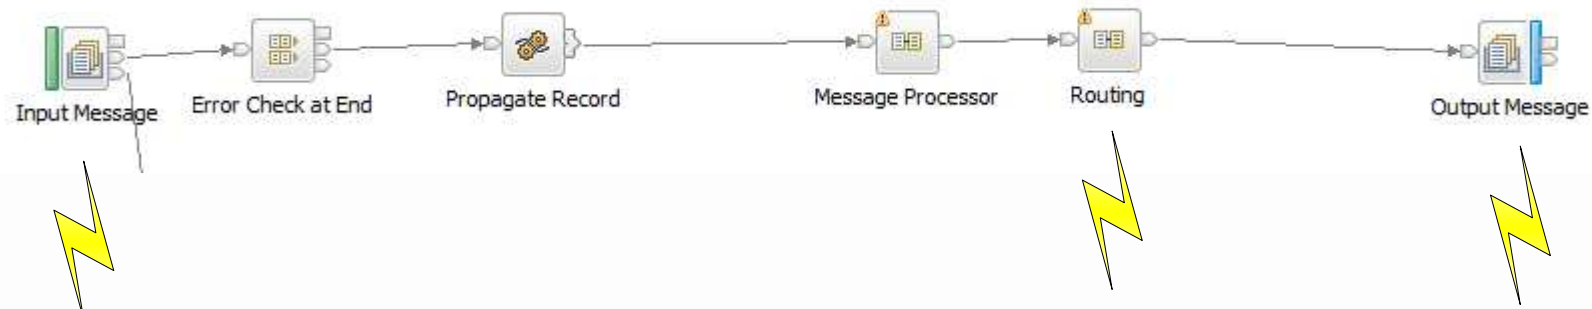 Input Message
Error Check at End
Propagate Record
Message Processor
Routing
Output Message